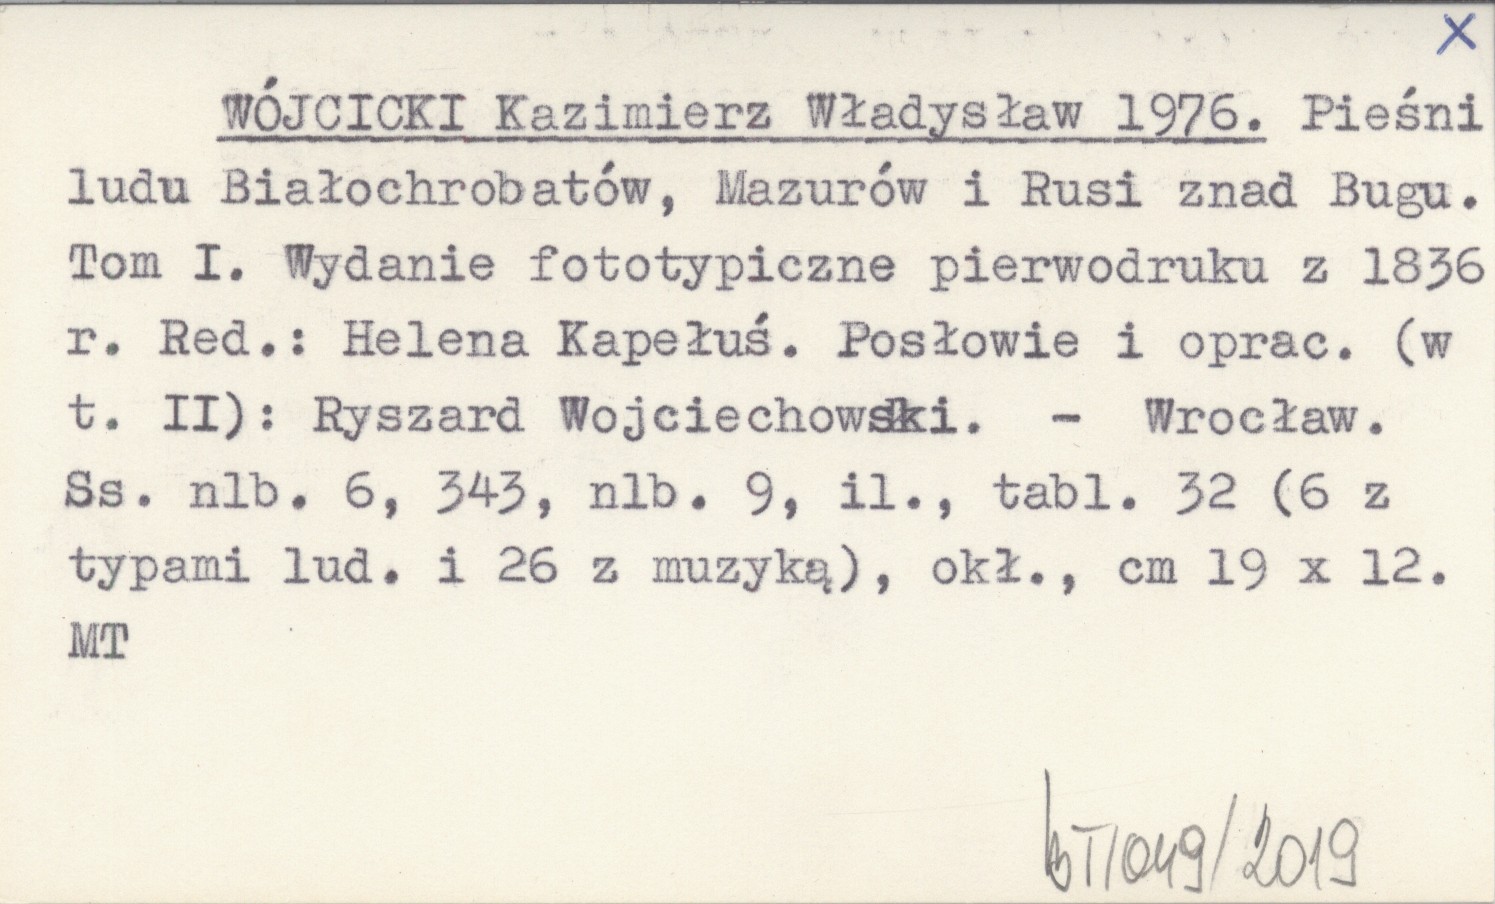 X
WÓJCICKI Kazimierz Władysław 1976. Pieśni
ludu Białochrobatów, Mazurów i Rusi znad Bugu.
Tom I. Wydanie fototypiczne pierwodruku z 1836
r. Red.: Helena Kapełuś. Posłowie i oprac. (w
t. II): Ryszard Wojciechowski. - Wrocław.
Ss. nlb. 6, 343, nlb. 9, il., tabl. 32 (6 z
typami lud. i 26 z muzyką), okł., cm 19 x 12.
MT
BT/049/2019